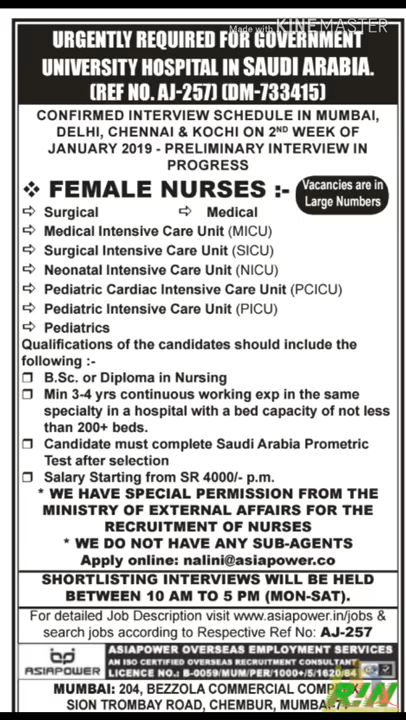 Made with KINEMASTER
URGENTLY REQUIRED FOR GOVERNMENT
UNIVERSITY HOSPITAL IN SAUDI ARABIA.
(REF NO. AJ-257) (DM-733415)
CONFIRMED INTERVIEW SCHEDULE IN MUMBAI,
DELHI, CHENNAI & KOCHI ON 2ND WEEK OF
JANUARY 2019 - PRELIMINARY INTERVIEW IN
PROGRESS
❖ FEMALE NURSES :- Vacancies are in Large Numbers
⇨ Surgical ⇨ Medical
⇨ Medical Intensive Care Unit (MICU)
⇨ Surgical Intensive Care Unit (SICU)
⇨ Neonatal Intensive Care Unit (NICU)
⇨ Pediatric Cardiac Intensive Care Unit (PCICU)
⇨ Pediatric Intensive Care Unit (PICU)
⇨ Pediatrics
Qualifications of the candidates should include the
following :-
❐ B.Sc. or Diploma in Nursing
❐ Min 3-4 yrs continuous working exp in the same
specialty in a hospital with a bed capacity of not less
than 200+ beds.
❐ Candidate must complete Saudi Arabia Prometric
Test after selection
❐ Salary Starting from SR 4000/- p.m.
* WE HAVE SPECIAL PERMISSION FROM THE
MINISTRY OF EXTERNAL AFFAIRS FOR THE
RECRUITMENT OF NURSES
* WE DO NOT HAVE ANY SUB-AGENTS
Apply online: nalini@asiapower.co
SHORTLISTING INTERVIEWS WILL BE HELD
BETWEEN 10 AM TO 5 PM (MON-SAT).
For detailed Job Description visit www.asiapower.in/jobs &
search jobs according to Respective Ref No: AJ-257
ASIAPOWER
ASIAPOWER OVERSEAS EMPLOYMENT SERVICES
AN ISO CERTIFIED OVERSEAS RECRUITMENT CONSULTANT
LICENCE NO.: B-0059/MUM/PER/1000+/5/1620/84
MUMBAI: 204, BEZZOLA COMMERCIAL
SION TROMBAY ROAD, CHEMBUR,